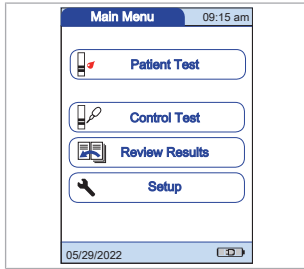 Main Menu
09:15 am
Patient Test
Control Test
Review Results
Setup
05/29/2022